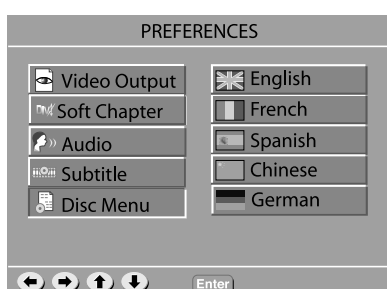 PREFERENCES
Video Output
Soft Chapter
Audio
Subtitle
Disc Menu
English
French
Spanish
Chinese
German
Enter